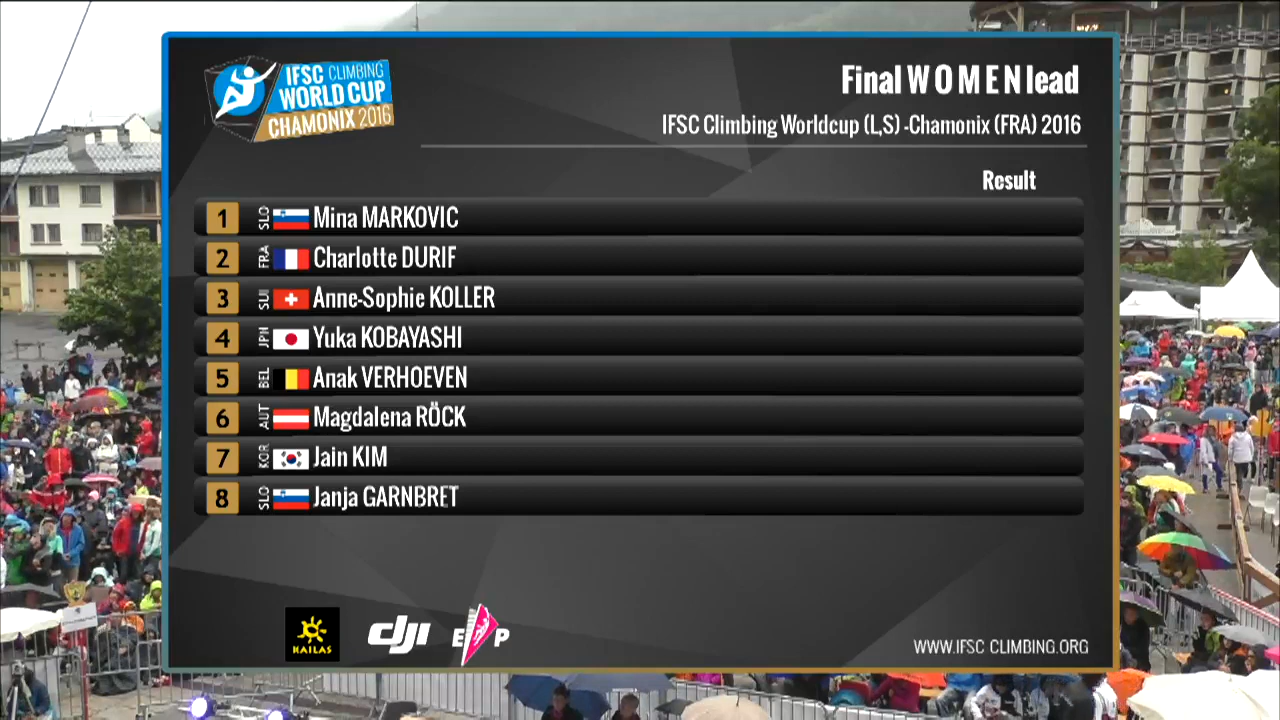 IFSC CLIMBING
WORLD CUP
CHAMONIX 2016
Final WOMEN lead
IFSC Climbing Worldcup (L,S) -Chamonix (FRA) 2016
Result
1 SLO Mina MARKOVIC
2 FRA Charlotte DURIF
3 SUI Anne-Sophie KOLLER
4 JPN Yuka KOBAYASHI
5 BEL Anak VERHOEVEN
6 AUT Magdalena RÖCK
7 KOR Jain KIM
8 SLO Janja GARNBRET
KAILAS
dji
E P
WWW.IFSC CLIMBING.ORG